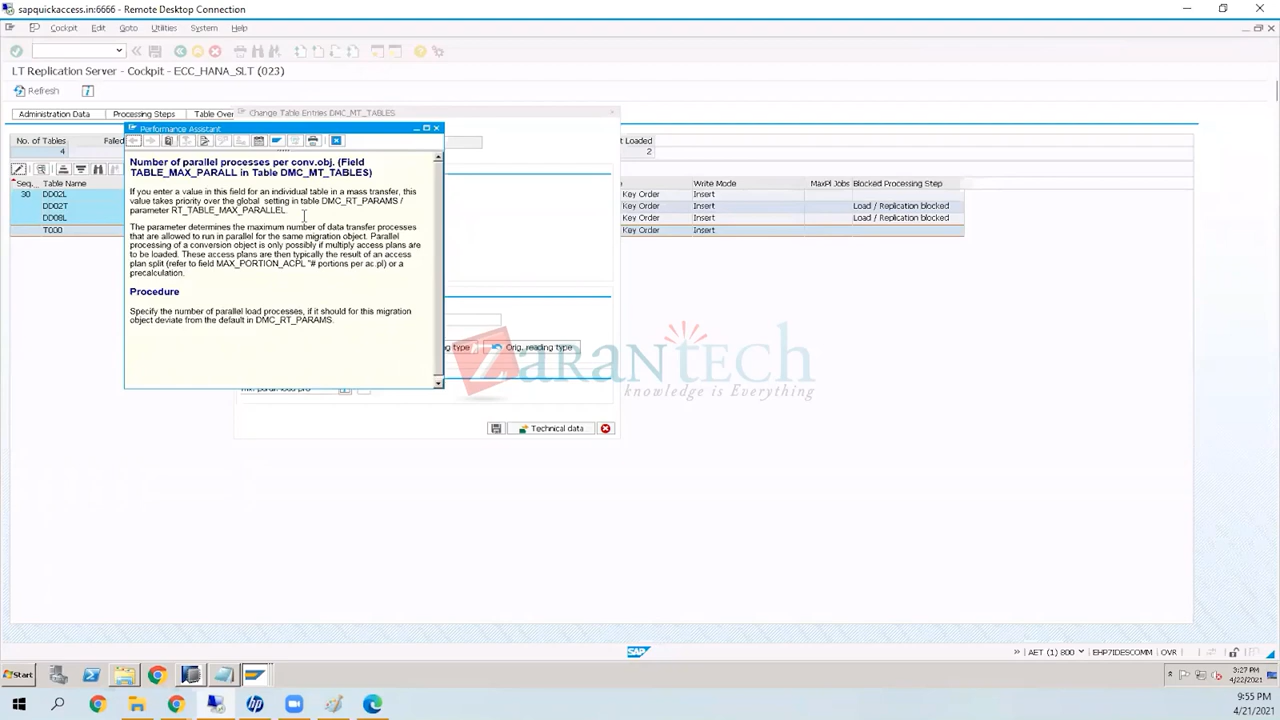 sapquickaccess.in:6666 - Remote Desktop Connection
Cockpit Edit Goto Utilities System Help
LT Replication Server - Cockpit - ECC_HANA_SLT (023)
Refresh
Administration Data Processing Steps Table Over
Change Table Entries DMC_MT_TABLES
No. of Tables Failed t Loaded
4 2
Seq... Table Name Write Mode MaxPl Jobs Blocked Processing Step
30 DD02L Key Order Insert
DD02T Key Order Insert Load / Replication blocked
DD08L Key Order Insert Load / Replication blocked
T000 Key Order Insert
Performance Assistant
Number of parallel processes per conv.obj. (Field
TABLE_MAX_PARALL in Table DMC_MT_TABLES)
If you enter a value in this field for an individual table in a mass transfer, this
value takes priority over the global setting in table DMC_RT_PARAMS /
parameter RT_TABLE_MAX_PARALLEL.
The parameter determines the maximum number of data transfer processes
that are allowed to run in parallel for the same migration object. Parallel
processing of a conversion object is only possibly if multiply access plans are
to be loaded. These access plans are then typically the result of an access
plan split (refer to field MAX_PORTION_ACPL "# portions per ac.pl) or a
precalculation.
Procedure
Specify the number of parallel load processes, if it should for this migration
object deviate from the default in DMC_RT_PARAMS.
g type Orig. reading type
ZaranTech
knowledge is Everything
Technical data
SAP
AET (1) 800 EHP7IDESCOMM OVR
Start
9:27 PM
4/22/2021
9:55 PM
4/21/2021